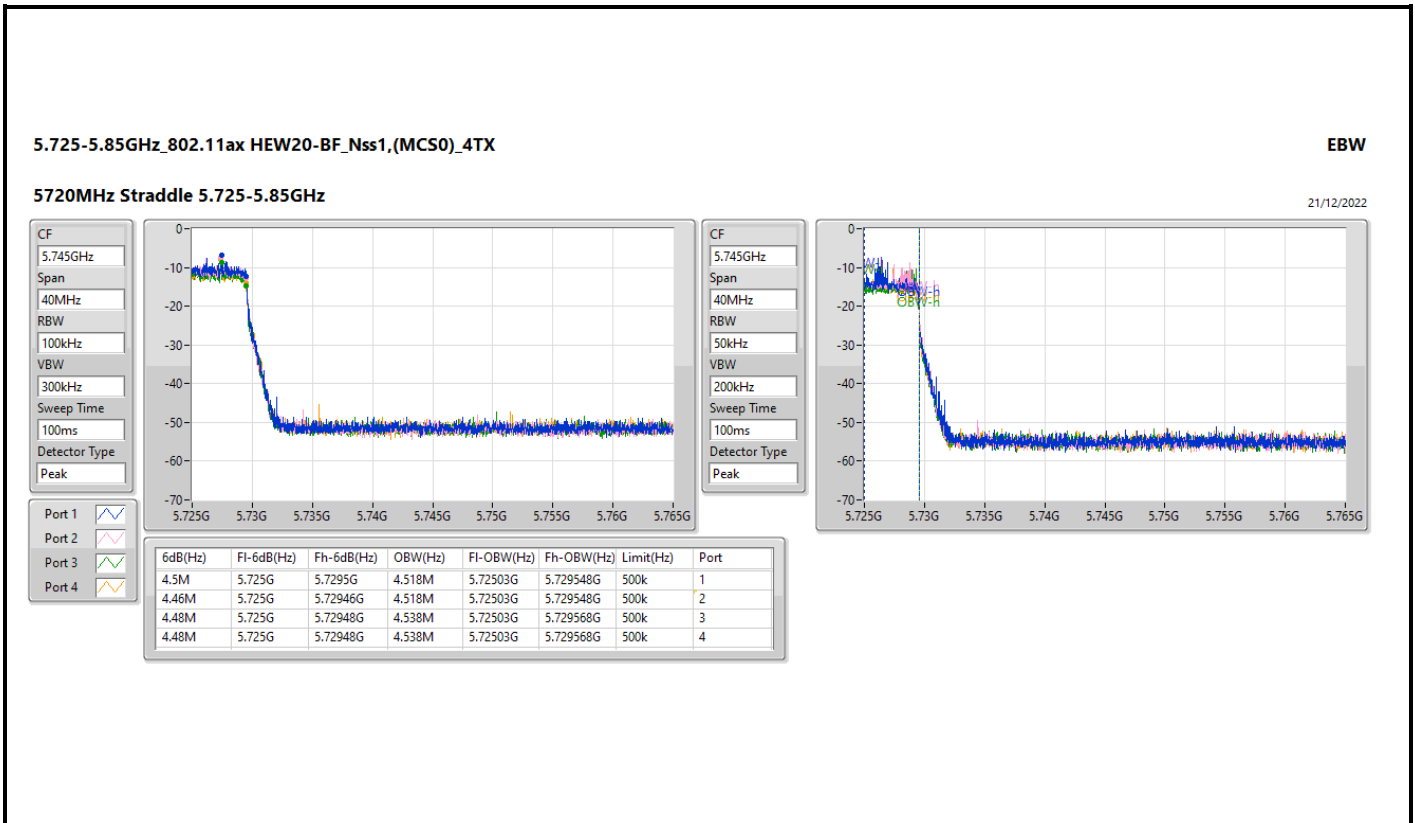 5.725-5.85GHz_802.11ax HEW20-BF_Nss1,(MCS0)_4TX
EBW
5720MHz Straddle 5.725-5.85GHz
21/12/2022
CF
5.745GHz
Span
40MHz
RBW
100kHz
VBW
300kHz
Sweep Time
100ms
Detector Type
Peak
0
-10
-20
-30
-40
-50
-60
-70
5.725G 5.73G 5.735G 5.74G 5.745G 5.75G 5.755G 5.76G 5.765G
CF
5.745GHz
Span
40MHz
RBW
50kHz
VBW
200kHz
Sweep Time
100ms
Detector Type
Peak
0
-10
-20
-30
-40
-50
-60
-70
OBW-h
5.725G 5.73G 5.735G 5.74G 5.745G 5.75G 5.755G 5.76G 5.765G
Port 1
Port 2
Port 3
Port 4
6dB(Hz) Fl-6dB(Hz) Fh-6dB(Hz) OBW(Hz) Fl-OBW(Hz) Fh-OBW(Hz) Limit(Hz) Port
4.5M 5.725G 5.7295G 4.518M 5.72503G 5.729548G 500k 1
4.46M 5.725G 5.72946G 4.518M 5.72503G 5.729548G 500k 2
4.48M 5.725G 5.72948G 4.538M 5.72503G 5.729568G 500k 3
4.48M 5.725G 5.72948G 4.538M 5.72503G 5.729568G 500k 4